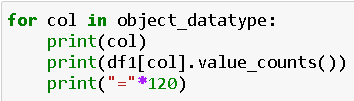 for col in object_datatype:
    print(col)
    print(df1[col].value_counts())
    print("="*120)